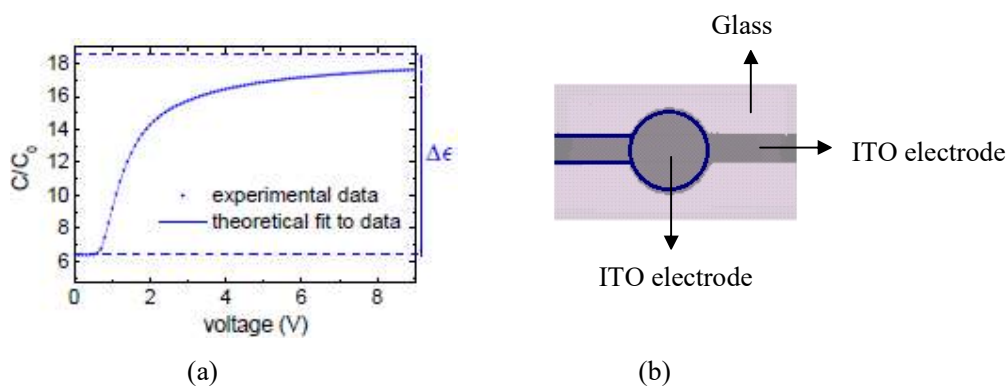 18
16
14
12
10
8
6
C/C₀
0 2 4 6 8
voltage (V)
experimental data
theoretical fit to data
Δϵ
(a)
Glass
ITO electrode
ITO electrode
(b)